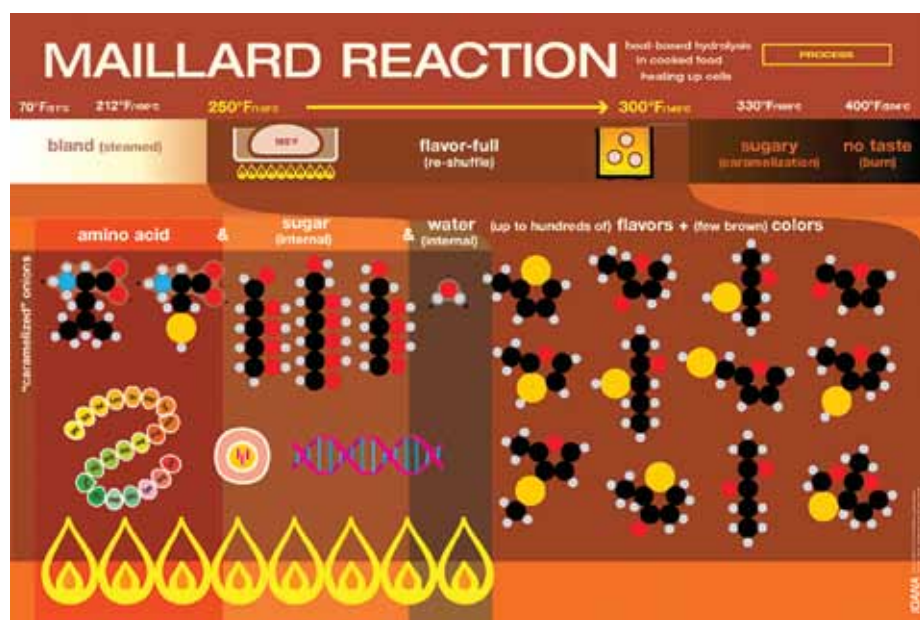 MAILLARD REACTION
heat-based hydrolysis
in cooked food
heating up cells
PROCESS
70°F 212°F 250°F 300°F 330°F 400°F
bland (steamed)
flavor-full
(re-shuffle)
sugary
(caramelization)
no taste
(burn)
amino acid & sugar & water (up to hundreds of) flavors + (few brown) colors
(internal) (internal)
"caramelized" onions